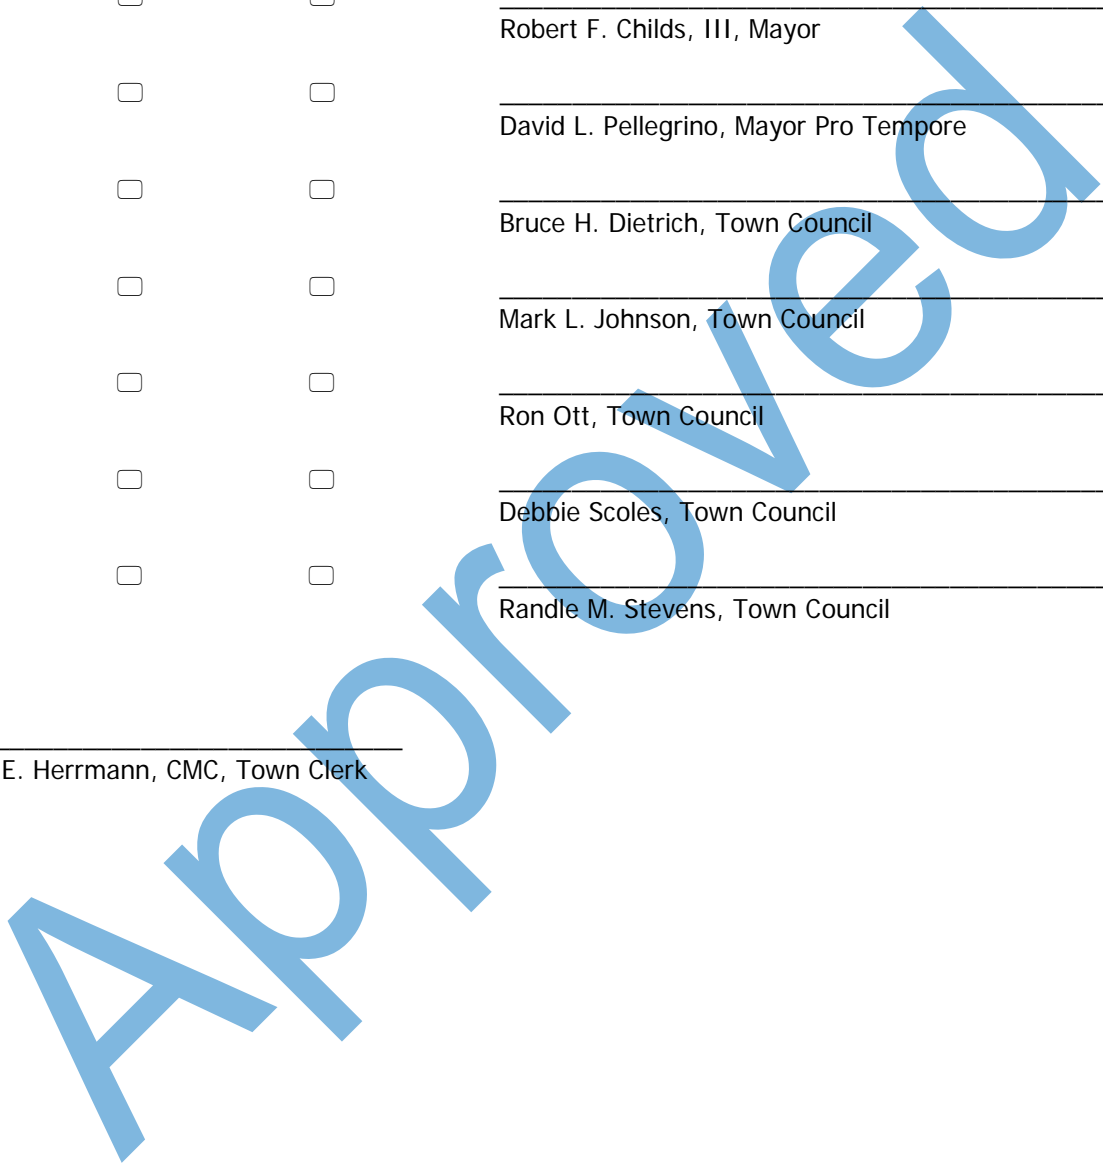 Robert F. Childs, III, Mayor
David L. Pellegrino, Mayor Pro Tempore
Bruce H. Dietrich, Town Council
Mark L. Johnson, Town Council
Ron Ott, Town Council
Debbie Scoles, Town Council
Randle M. Stevens, Town Council
E. Herrmann, CMC, Town Clerk
Approved